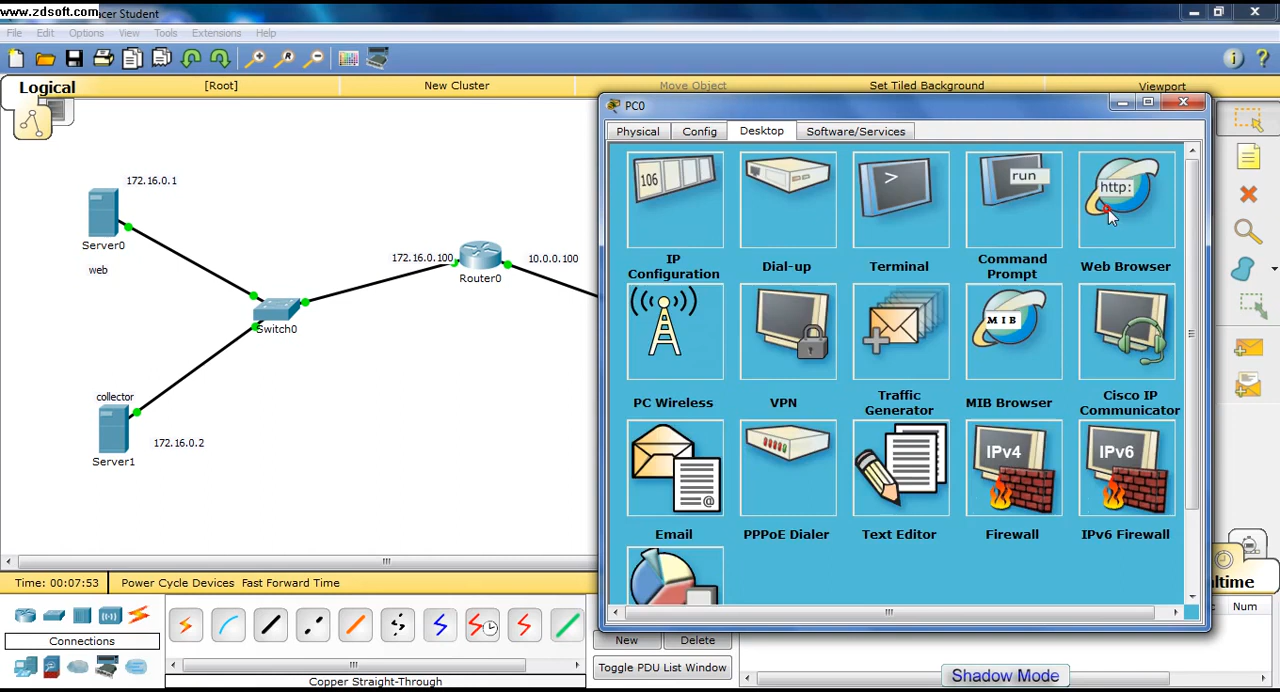 www.zdsoft.com
acer Student
File Edit Options View Tools Extensions Help
Logical
[Root]
New Cluster
Move Object
Set Tiled Background
Viewport
172.16.0.1
Server0
web
172.16.0.100
Router0
10.0.0.100
Switch0
collector
Server1
172.16.0.2
PC0
Physical Config Desktop Software/Services
106
>
run
http:
IP
Configuration
Dial-up
Terminal
Command
Prompt
Web Browser
MIB
PC Wireless
VPN
Traffic
Generator
MIB Browser
Cisco IP
Communicator
@
IPv4
IPv6
Email
PPPoE Dialer
Text Editor
Firewall
IPv6 Firewall
Time: 00:07:53 Power Cycle Devices Fast Forward Time
ltime
Connections
Copper Straight-Through
New
Delete
Toggle PDU List Window
Num
Shadow Mode